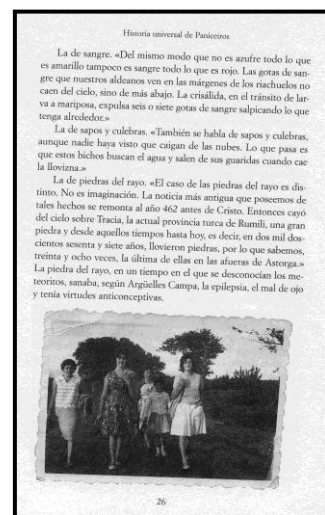 Historia universal de Paniceiros
La de sangre. «Del mismo modo que no es azufre todo lo que
es amarillo tampoco es sangre todo lo que es rojo. Las gotas de san-
gre que nuestros aldeanos ven en las márgenes de los riachuelos no
caen del cielo, sino de más abajo. La crisálida, en el tránsito de lar-
va a mariposa, expulsa seis o siete gotas de sangre salpicando lo que
tenga alrededor.»
La de sapos y culebras. «También se habla de sapos y culebras,
aunque nadie haya visto que caigan de las nubes. Lo que pasa es
que estos bichos buscan el agua y salen de sus guaridas cuando cae
la llovizna.»
La de piedras del rayo. «El caso de las piedras del rayo es dis-
tinto. No es imaginación. La noticia más antigua que poseemos de
tales hechos se remonta al año 462 antes de Cristo. Entonces cayó
del cielo sobre Tracia, la actual provincia turca de Rumili, una gran
piedra y desde aquellos tiempos hasta hoy, es decir, en dos mil dos-
cientos sesenta y siete años, llovieron piedras, por lo que sabemos,
treinta y ocho veces, la última de ellas en las afueras de Astorga.»
La piedra del rayo, en un tiempo en el que se desconocían los me-
teoritos, sanaba, según Argüelles Campa, la epilepsia, el mal de ojo
y tenía virtudes anticonceptivas.
26